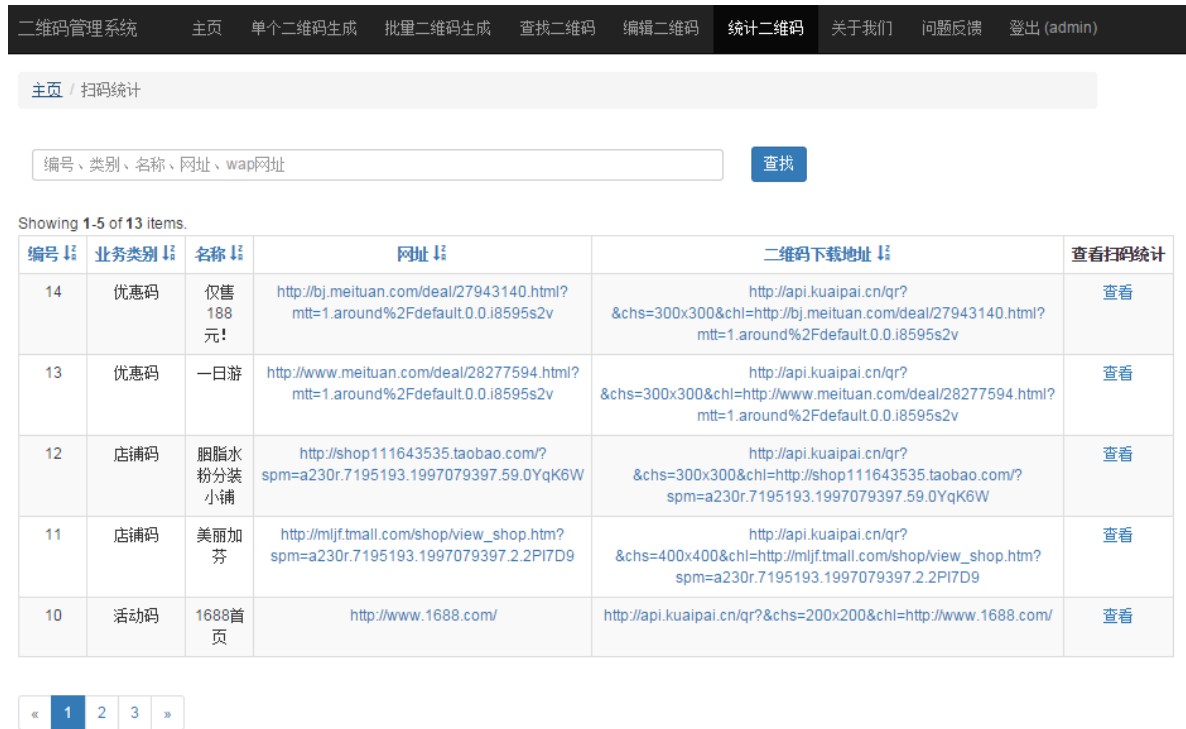 二维码管理系统 主页 单个二维码生成 批量二维码生成 查找二维码 编辑二维码 统计二维码 关于我们 问题反馈 登出 (admin)
主页 / 扫码统计
编号、类别、名称、网址、wap网址 查找
Showing 1-5 of 13 items.
编号 业务类别 名称 网址 二维码下载地址 查看扫码统计
14 优惠码 仅售 http://bj.meituan.com/deal/27943140.html? http://api.kuaipai.cn/qr? 查看
188 mtt=1.around%2Fdefault.0.0.i8595s2v &chs=300x300&chl=http://bj.meituan.com/deal/27943140.html?
元! mtt=1.around%2Fdefault.0.0.i8595s2v
13 优惠码 一日游 http://www.meituan.com/deal/28277594.html? http://api.kuaipai.cn/qr? 查看
mtt=1.around%2Fdefault.0.0.i8595s2v &chs=300x300&chl=http://www.meituan.com/deal/28277594.html?
mtt=1.around%2Fdefault.0.0.i8595s2v
12 店铺码 胭脂水 http://shop111643535.taobao.com/? http://api.kuaipai.cn/qr? 查看
粉分装 spm=a230r.7195193.1997079397.59.0YqK6W &chs=300x300&chl=http://shop111643535.taobao.com/?
小铺 spm=a230r.7195193.1997079397.59.0YqK6W
11 店铺码 美丽加 http://mljf.tmall.com/shop/view_shop.htm? http://api.kuaipai.cn/qr? 查看
芬 spm=a230r.7195193.1997079397.2.2PI7D9 &chs=400x400&chl=http://mljf.tmall.com/shop/view_shop.htm?
spm=a230r.7195193.1997079397.2.2PI7D9
10 活动码 1688首 http://www.1688.com/ http://api.kuaipai.cn/qr?&chs=200x200&chl=http://www.1688.com/ 查看
页
« 1 2 3 »